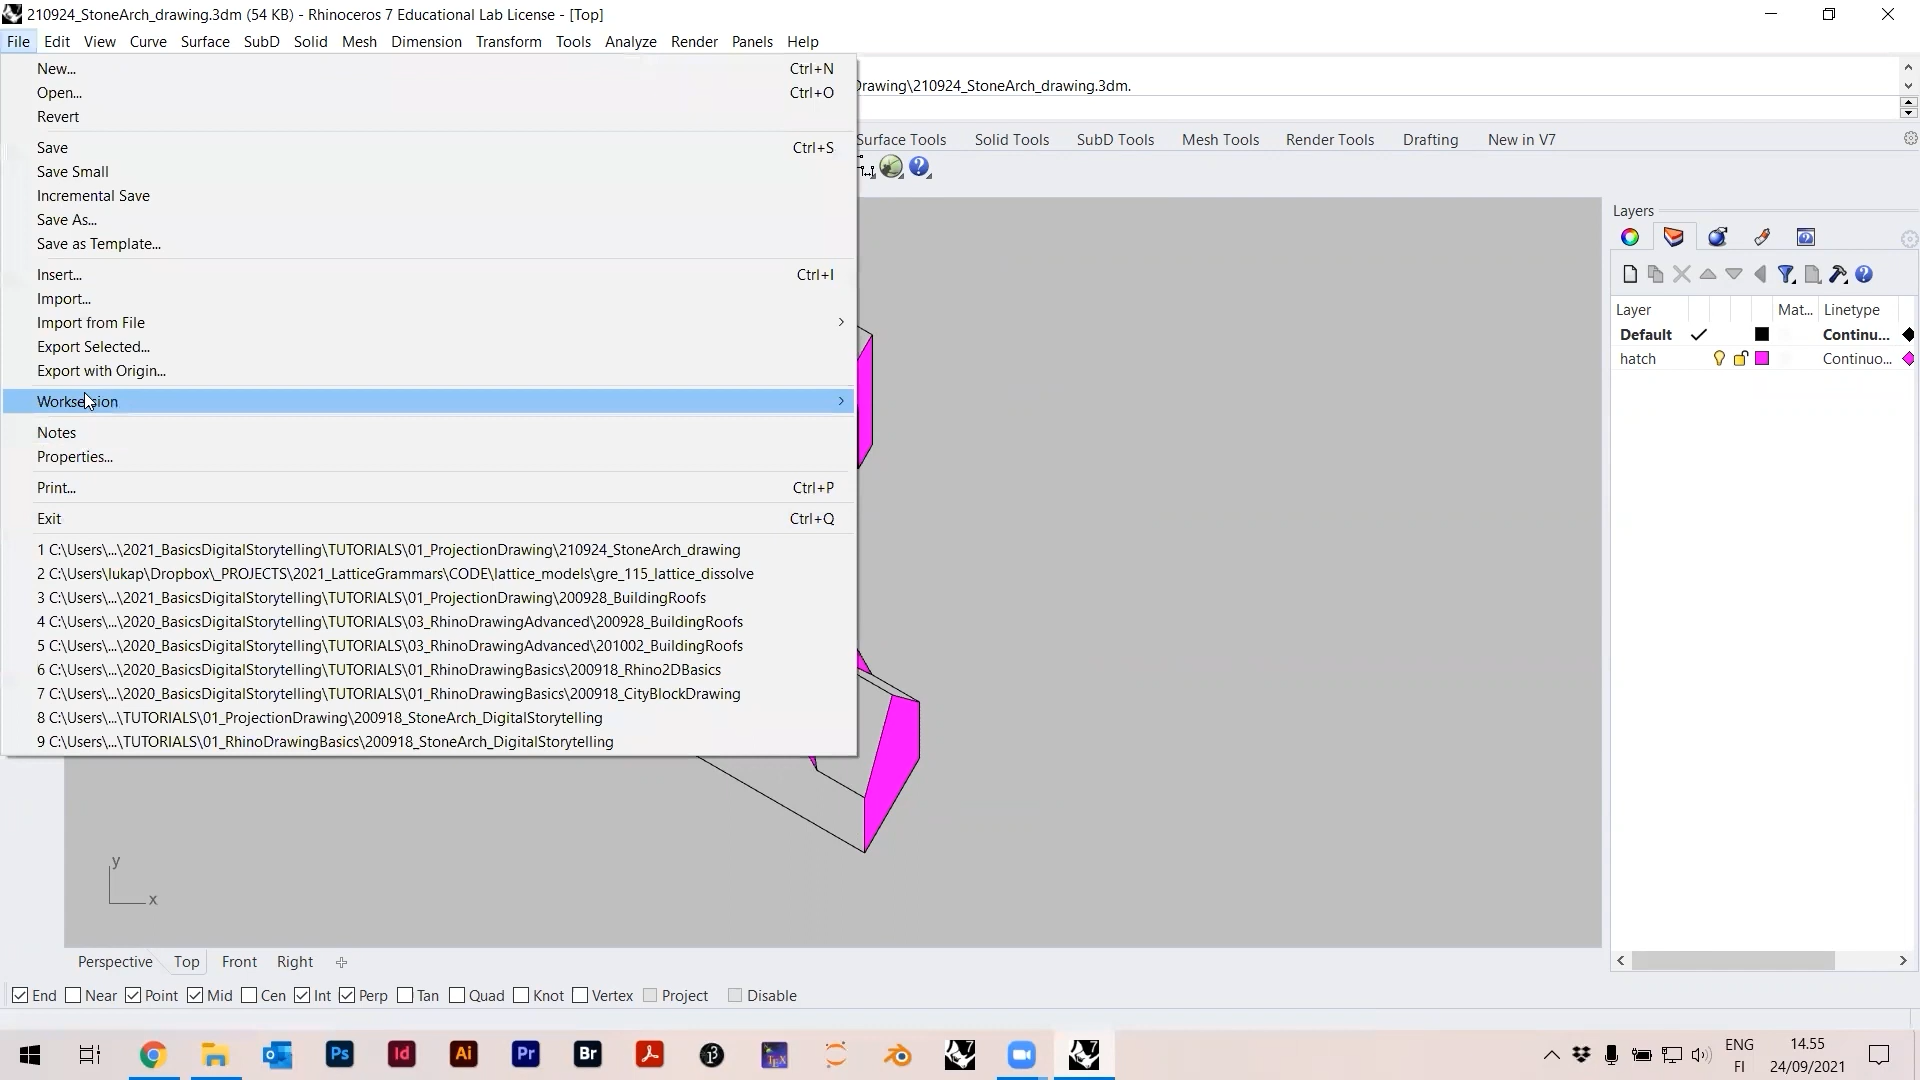 210924_StoneArch_drawing.3dm (54 KB) - Rhinoceros 7 Educational Lab License - [Top]
File Edit View Curve Surface SubD Solid Mesh Dimension Transform Tools Analyze Render Panels Help
New... Ctrl+N
Open... Ctrl+O
Revert
Save Ctrl+S
Save Small
Incremental Save
Save As...
Save as Template...
Insert... Ctrl+I
Import...
Import from File
Export Selected...
Export with Origin...
Worksession
Notes
Properties...
Print... Ctrl+P
Exit Ctrl+Q
1 C:\Users\...\2021_BasicsDigitalStorytelling\TUTORIALS\01_ProjectionDrawing\210924_StoneArch_drawing
2 C:\Users\lukap\Dropbox\_PROJECTS\2021_LatticeGrammars\CODE\lattice_models\gre_115_lattice_dissolve
3 C:\Users\...\2021_BasicsDigitalStorytelling\TUTORIALS\01_ProjectionDrawing\200928_BuildingRoofs
4 C:\Users\...\2020_BasicsDigitalStorytelling\TUTORIALS\03_RhinoDrawingAdvanced\200928_BuildingRoofs
5 C:\Users\...\2020_BasicsDigitalStorytelling\TUTORIALS\03_RhinoDrawingAdvanced\201002_BuildingRoofs
6 C:\Users\...\2020_BasicsDigitalStorytelling\TUTORIALS\01_RhinoDrawingBasics\200918_Rhino2DBasics
7 C:\Users\...\2020_BasicsDigitalStorytelling\TUTORIALS\01_RhinoDrawingBasics\200918_CityBlockDrawing
8 C:\Users\...\TUTORIALS\01_ProjectionDrawing\200918_StoneArch_DigitalStorytelling
9 C:\Users\...\TUTORIALS\01_RhinoDrawingBasics\200918_StoneArch_DigitalStorytelling
Drawing\210924_StoneArch_drawing.3dm.
Surface Tools Solid Tools SubD Tools Mesh Tools Render Tools Drafting New in V7
Layers
Layer Mat... Linetype
Default Continu...
hatch Continuo...
y
x
Perspective Top Front Right
End Near Point Mid Cen Int Perp Tan Quad Knot Vertex Project Disable
Ps Id Ai Pr Br TEX
ENG
FI
14.55
24/09/2021